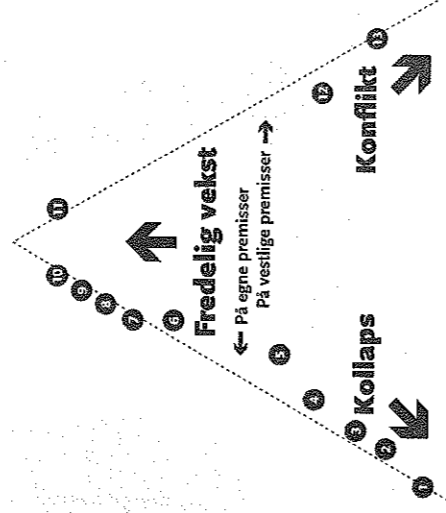 10
11
9
8
7
6
Fredelig vekst
← På egne premisser
På vestlige premisser →
5
4
12
3
Kollaps
Konflikt
13
2
1